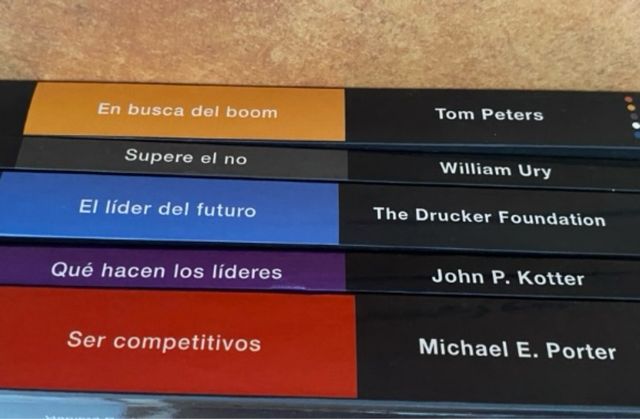 En busca del boom Tom Peters
Supere el no William Ury
El líder del futuro The Drucker Foundation
Qué hacen los líderes John P. Kotter
Ser competitivos Michael E. Porter